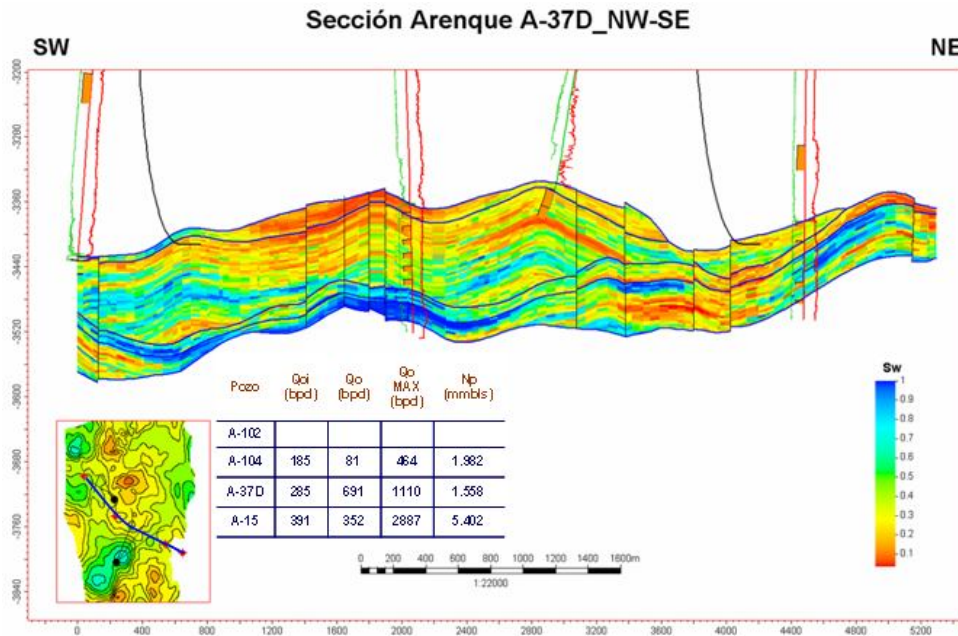 Sección Arenque A-37D_NW-SE
SW NE
-3200
-3280
-3360
-3440
-3520
-3600
-3680
-3760
-3840
Pozo Qoi (bpd) Qo (bpd) Qo MAX (bpd) Np (mmbls)
A-102
A-104 185 81 464 1.982
A-37D 285 691 1110 1.558
A-15 391 352 2887 5.402
Sw
1
0.9
0.8
0.7
0.6
0.5
0.4
0.3
0.2
0.1
0 200 400 600 800 1000 1200 1400 1600m
1:22000
0 400 800 1200 1600 2000 2400 2800 3200 3600 4000 4400 4800 5200